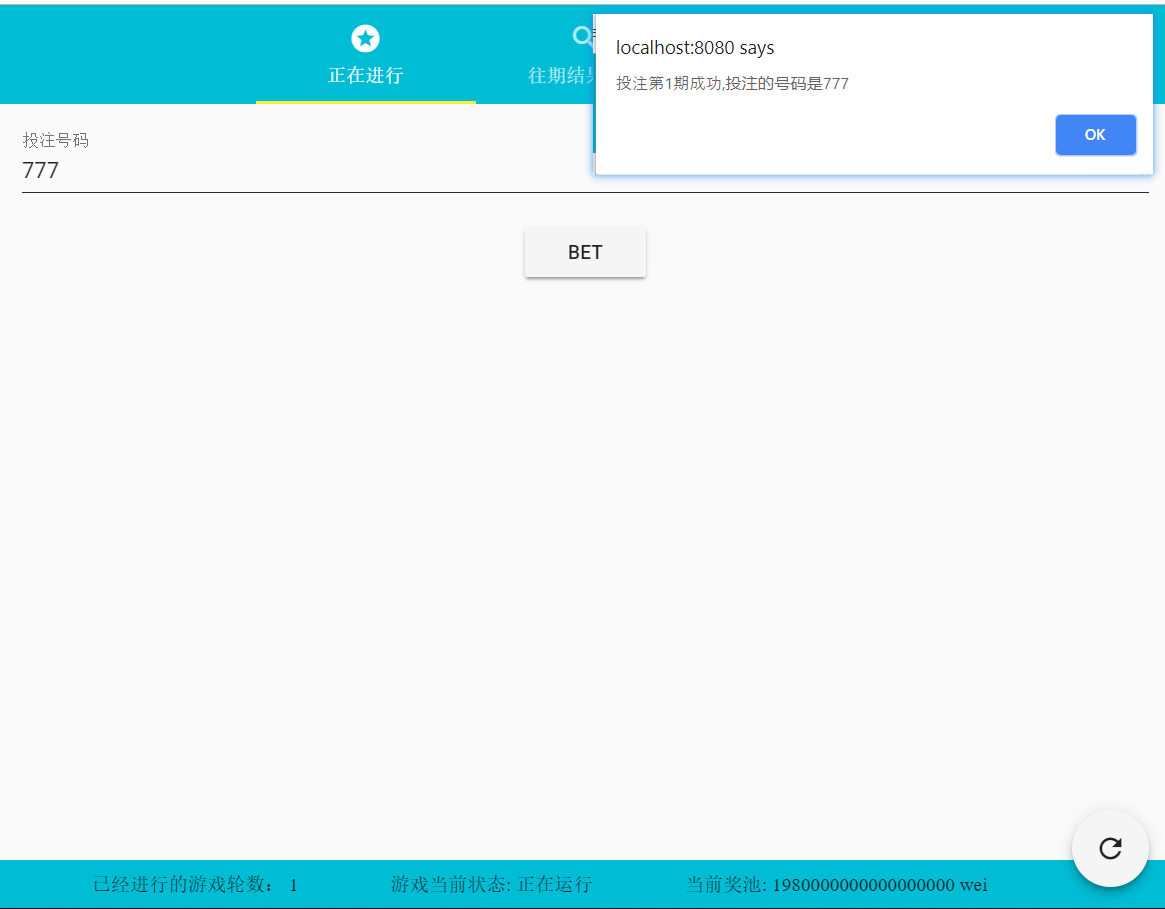 正在进行
往期结
localhost:8080 says
投注第1期成功,投注的号码是777
OK
投注号码
777
BET
已经进行的游戏轮数： 1
游戏当前状态: 正在运行
当前奖池: 1980000000000000000 wei